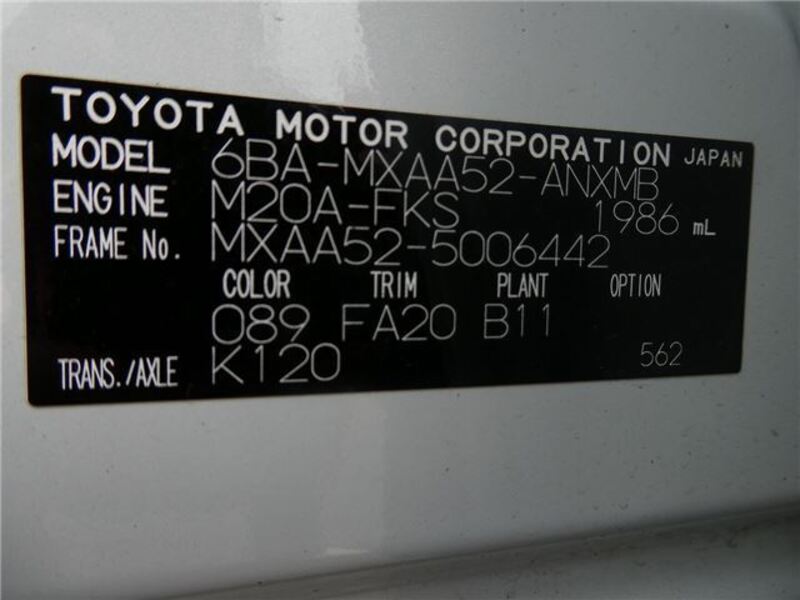 TOYOTA MOTOR CORPORATION JAPAN
MODEL 6BA-MXAA52-ANXMB
ENGINE M20A-FKS 1986 mL
FRAME No. MXAA52-5006442
COLOR TRIM PLANT OPTION
089 FA20 B11
TRANS./AXLE K120 562